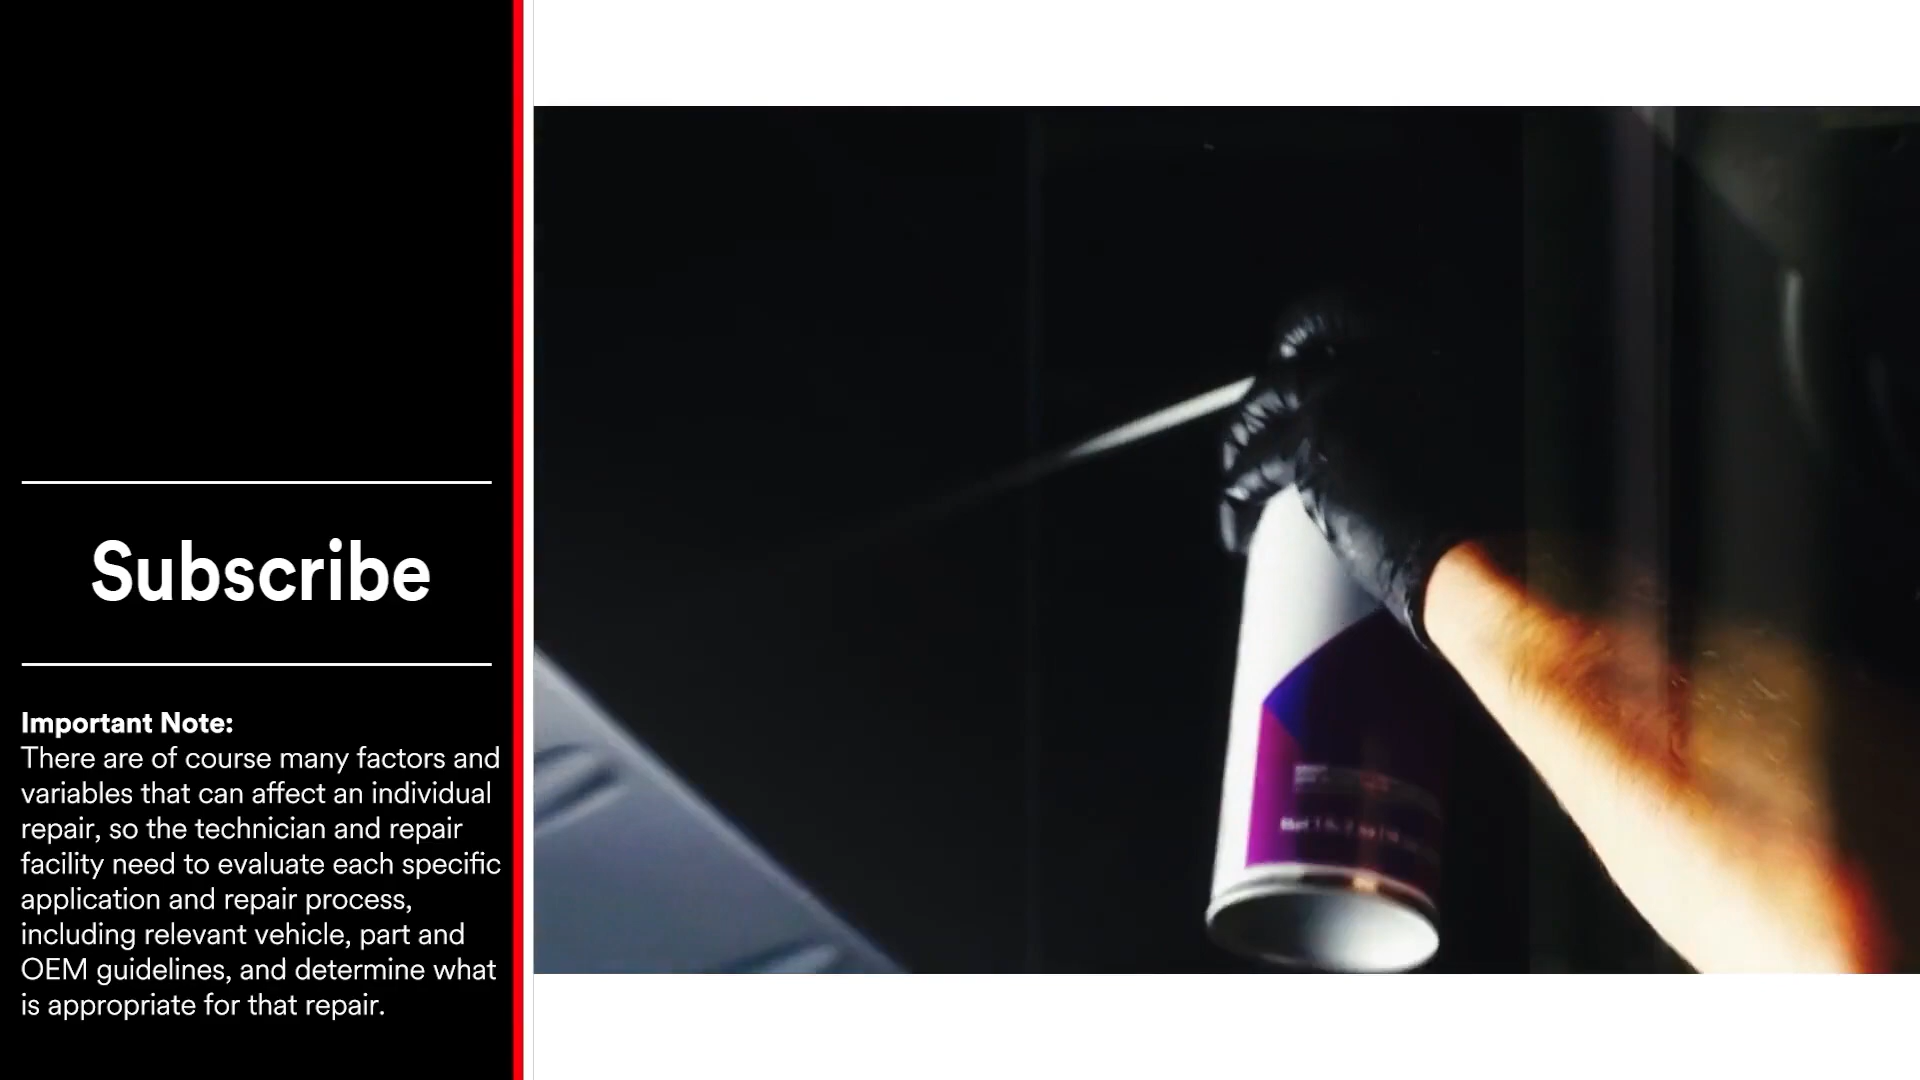 Subscribe
Important Note:
There are of course many factors and
variables that can affect an individual
repair, so the technician and repair
facility need to evaluate each specific
application and repair process,
including relevant vehicle, part and
OEM guidelines, and determine what
is appropriate for that repair.